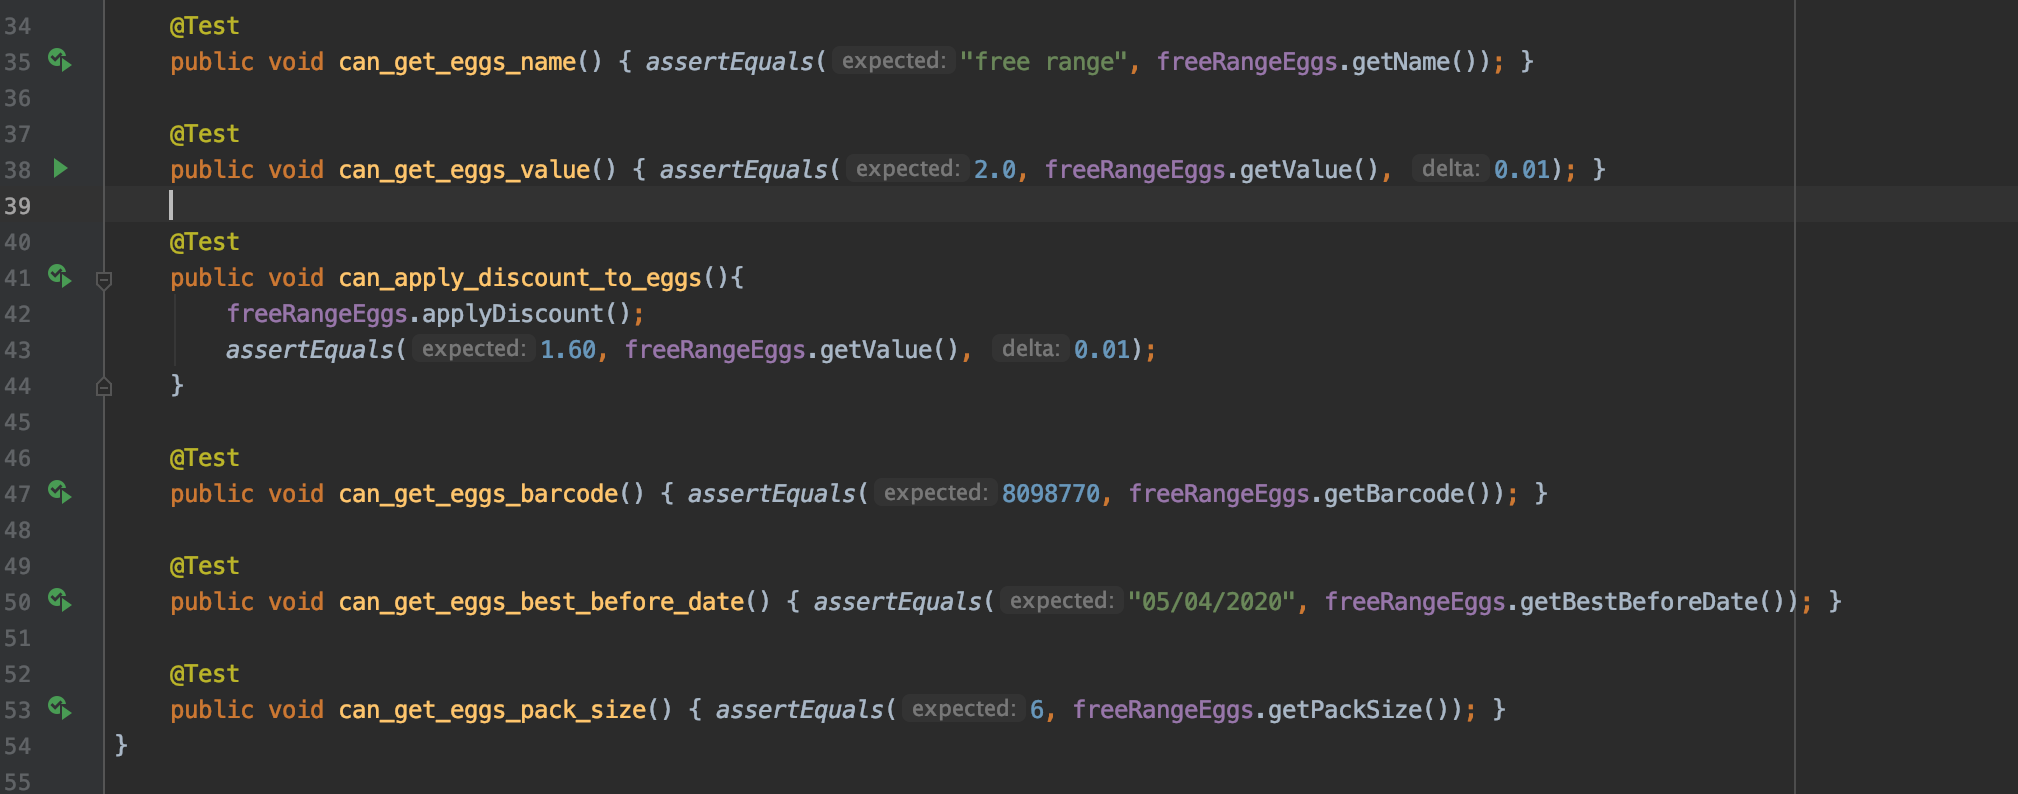 34 @Test
35 public void can_get_eggs_name() { assertEquals( expected: "free range", freeRangeEggs.getName()); }
36
37 @Test
38 public void can_get_eggs_value() { assertEquals( expected: 2.0, freeRangeEggs.getValue(), delta: 0.01); }
39
40 @Test
41 public void can_apply_discount_to_eggs(){
42 freeRangeEggs.applyDiscount();
43 assertEquals( expected: 1.60, freeRangeEggs.getValue(), delta: 0.01);
44 }
45
46 @Test
47 public void can_get_eggs_barcode() { assertEquals( expected: 8098770, freeRangeEggs.getBarcode()); }
48
49 @Test
50 public void can_get_eggs_best_before_date() { assertEquals( expected: "05/04/2020", freeRangeEggs.getBestBeforeDate()); }
51
52 @Test
53 public void can_get_eggs_pack_size() { assertEquals( expected: 6, freeRangeEggs.getPackSize()); }
54 }
55